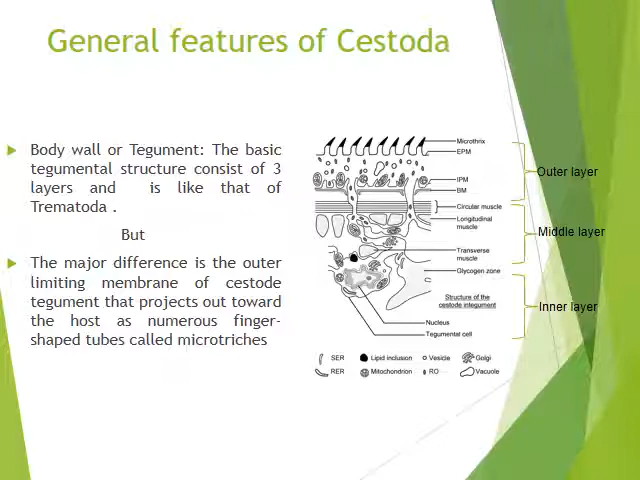 General features of Cestoda
Body wall or Tegument: The basic
tegumental structure consist of 3
layers and is like that of
Trematoda .
But
The major difference is the outer
limiting membrane of cestode
tegument that projects out toward
the host as numerous finger-
shaped tubes called microtriches
Microthrix
EPM
IPM
BM
Circular muscle
Longitudinal
muscle
Transverse
muscle
Glycogen zone
Structure of the
cestode integument
Nucleus
Tegumental cell
Outer layer
Middle layer
Inner layer
SER
Lipid inclusion
Vesicle
Golgi
RER
Mitochondrion
RO
Vacuole